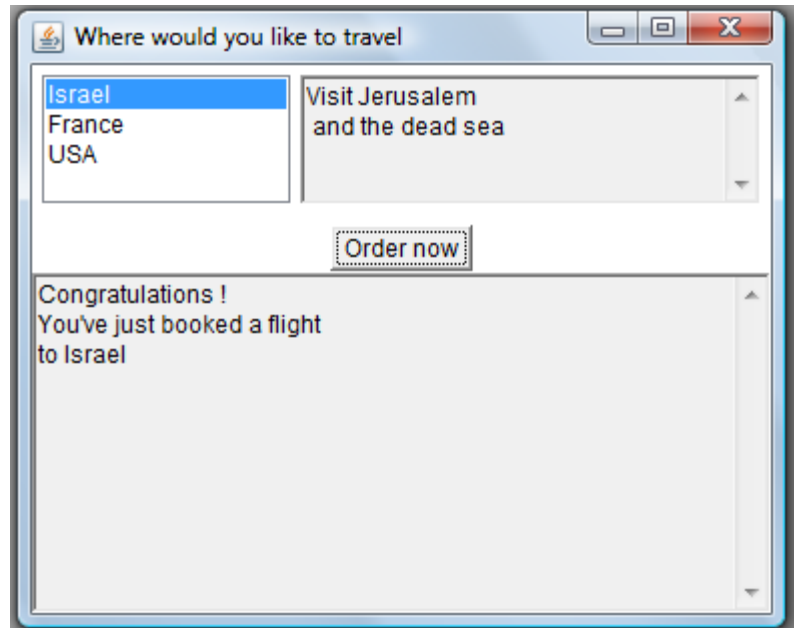 Where would you like to travel
Israel
France
USA
Visit Jerusalem
and the dead sea
Order now
Congratulations !
You've just booked a flight
to Israel